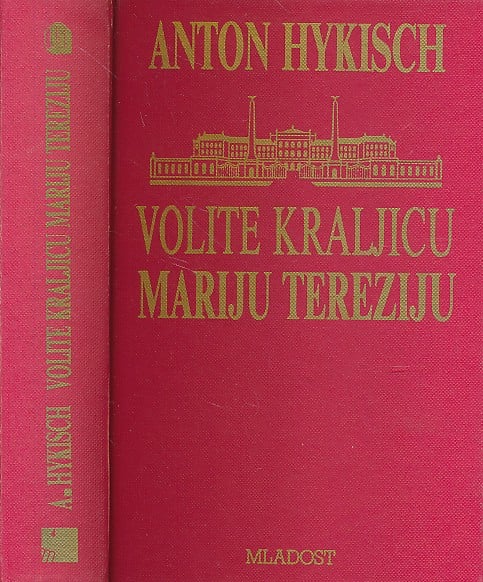 ANTON HYKISCH
VOLITE KRALJICU
MARIJU TEREZIJU
MLADOST
A. HYKISCH VOLITE KRALJICU MARIJU TEREZIJU
m